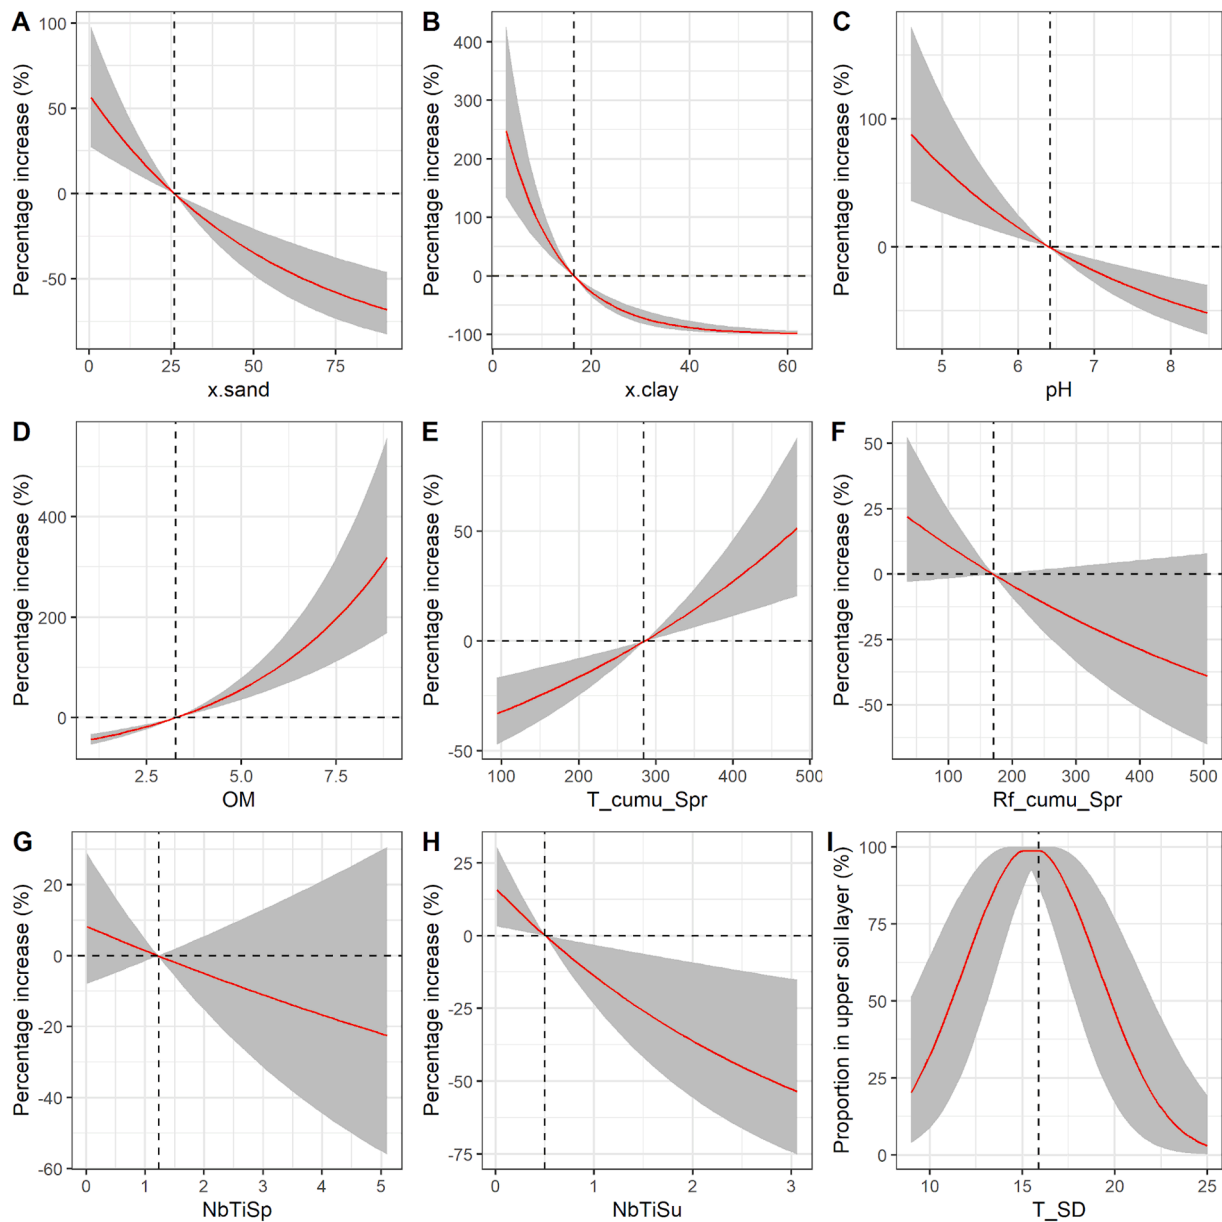 A
Percentage increase (%)
100
50
0
-50
0 25 50 75
x.sand
B
Percentage increase (%)
400
300
200
100
0
-100
0 20 40 60
x.clay
C
Percentage increase (%)
100
0
5 6 7 8
pH
D
Percentage increase (%)
400
200
0
2.5 5.0 7.5
OM
E
Percentage increase (%)
50
0
-50
100 200 300 400 500
T_cumu_Spr
F
Percentage increase (%)
50
25
0
-25
-50
100 200 300 400 500
Rf_cumu_Spr
G
Percentage increase (%)
20
0
-20
-40
-60
0 1 2 3 4 5
NbTiSp
H
Percentage increase (%)
25
0
-25
-50
-75
0 1 2 3
NbTiSu
I
Proportion in upper soil layer (%)
100
75
50
25
0
10 15 20 25
T_SD